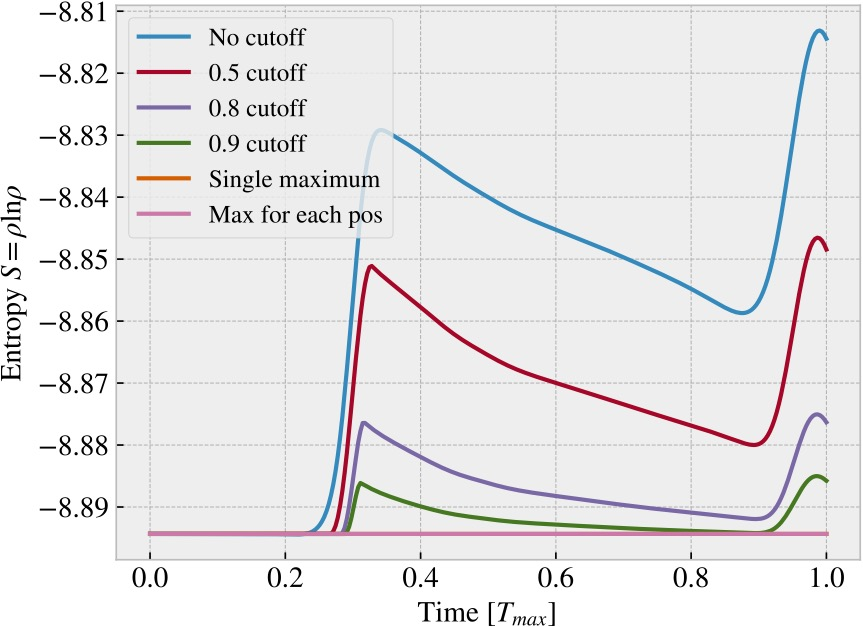 −8.81
−8.82
−8.83
−8.84
−8.85
−8.86
−8.87
−8.88
−8.89
Entropy S = ρlnρ
No cutoff
0.5 cutoff
0.8 cutoff
0.9 cutoff
Single maximum
Max for each pos
0.0 0.2 0.4 0.6 0.8 1.0
Time [Tmax]